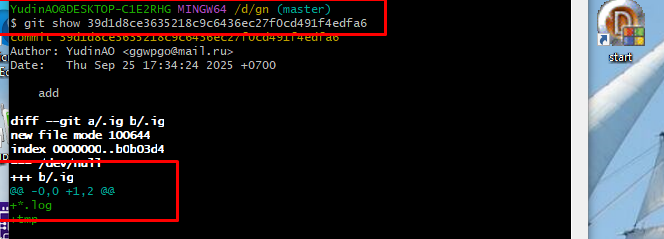 YudinAO@DESKTOP-C1E2RHG MINGW64 /d/gn (master)
$ git show 39d1d8ce3635218c9c6436ec27f0cd491f4edfa6
commit 39d1d8ce3635218c9c6436ec27f0cd491f4edfa6
Author: YudinAO <ggwpgo@mail.ru>
Date: Thu Sep 25 17:34:24 2025 +0700
add
diff --git a/.ig b/.ig
new file mode 100644
index 0000000..b0b03d4
--- /dev/null
+++ b/.ig
@@ -0,0 +1,2 @@
+*.log
+tmp
start